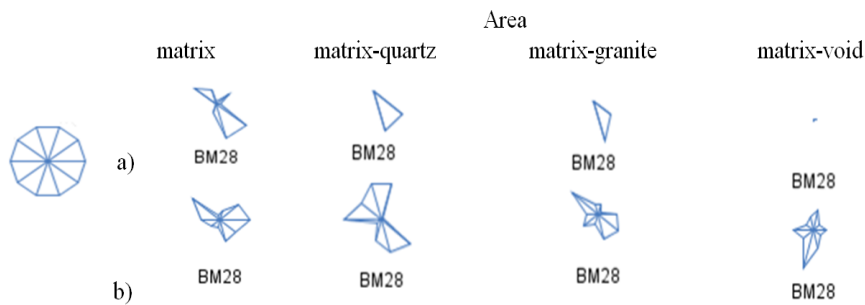 Area
matrix matrix-quartz matrix-granite matrix-void
a)
BM28 BM28 BM28 BM28
b)
BM28 BM28 BM28 BM28